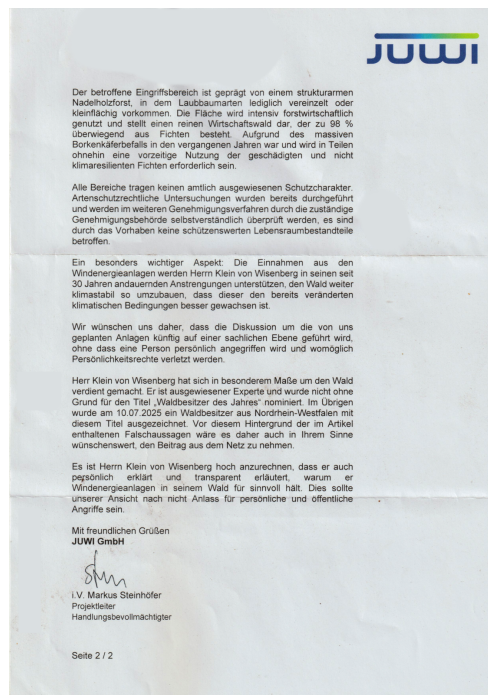 JUWI
Der betroffene Eingriffsbereich ist geprägt von einem strukturarmen
Nadelholzforst, in dem Laubbaumarten lediglich vereinzelt oder
kleinflächig vorkommen. Die Fläche wird intensiv forstwirtschaftlich
genutzt und stellt einen reinen Wirtschaftswald dar, der zu 98 %
überwiegend aus Fichten besteht. Aufgrund des massiven
Borkenkäferbefalls in den vergangenen Jahren war und wird in Teilen
ohnehin eine vorzeitige Nutzung der geschädigten und nicht
klimaresilienten Fichten erforderlich sein.
Alle Bereiche tragen keinen amtlich ausgewiesenen Schutzcharakter.
Artenschutzrechtliche Untersuchungen wurden bereits durchgeführt
und werden im weiteren Genehmigungsverfahren durch die zuständige
Genehmigungsbehörde selbstverständlich überprüft werden, es sind
durch das Vorhaben keine schützenswerten Lebensraumbestandteile
betroffen.
Ein besonders wichtiger Aspekt: Die Einnahmen aus den
Windenergieanlagen werden Herrn Klein von Wisenberg in seinen seit
30 Jahren andauernden Anstrengungen unterstützen, den Wald weiter
klimastabil so umzubauen, dass dieser den bereits veränderten
klimatischen Bedingungen besser gewachsen ist.
Wir wünschen uns daher, dass die Diskussion um die von uns
geplanten Anlagen künftig auf einer sachlichen Ebene geführt wird,
ohne dass eine Person persönlich angegriffen wird und womöglich
Persönlichkeitsrechte verletzt werden.
Herr Klein von Wisenberg hat sich in besonderem Maße um den Wald
verdient gemacht. Er ist ausgewiesener Experte und wurde nicht ohne
Grund für den Titel „Waldbesitzer des Jahres“ nominiert. Im Übrigen
wurde am 10.07.2025 ein Waldbesitzer aus Nordrhein-Westfalen mit
diesem Titel ausgezeichnet. Vor diesem Hintergrund der im Artikel
enthaltenen Falschaussagen wäre es daher auch in Ihrem Sinne
wünschenswert, den Beitrag aus dem Netz zu nehmen.
Es ist Herrn Klein von Wisenberg hoch anzurechnen, dass er auch
persönlich erklärt und transparent erläutert, warum er
Windenergieanlagen in seinem Wald für sinnvoll hält. Dies sollte
unserer Ansicht nach nicht Anlass für persönliche und öffentliche
Angriffe sein.
Mit freundlichen Grüßen
JUWI GmbH
i.V. Markus Steinhöfer
Projektleiter
Handlungsbevollmächtigter
Seite 2 / 2